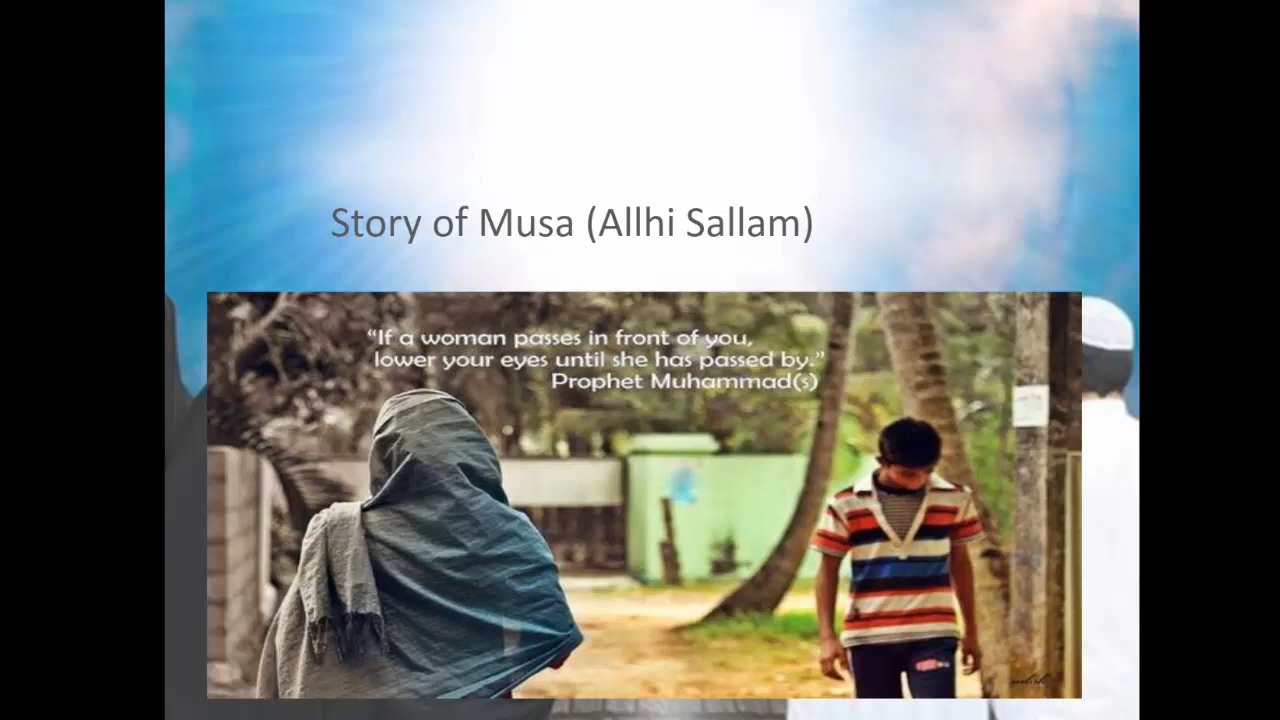 Story of Musa (Allhi Sallam)
“If a woman passes in front of you,
lower your eyes until she has passed by.”
Prophet Muhammad(s)